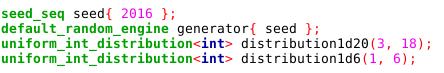 seed_seq seed{ 2016 };
default_random_engine generator{ seed };
uniform_int_distribution<int> distribution1d20(3, 18);
uniform_int_distribution<int> distribution1d6(1, 6);